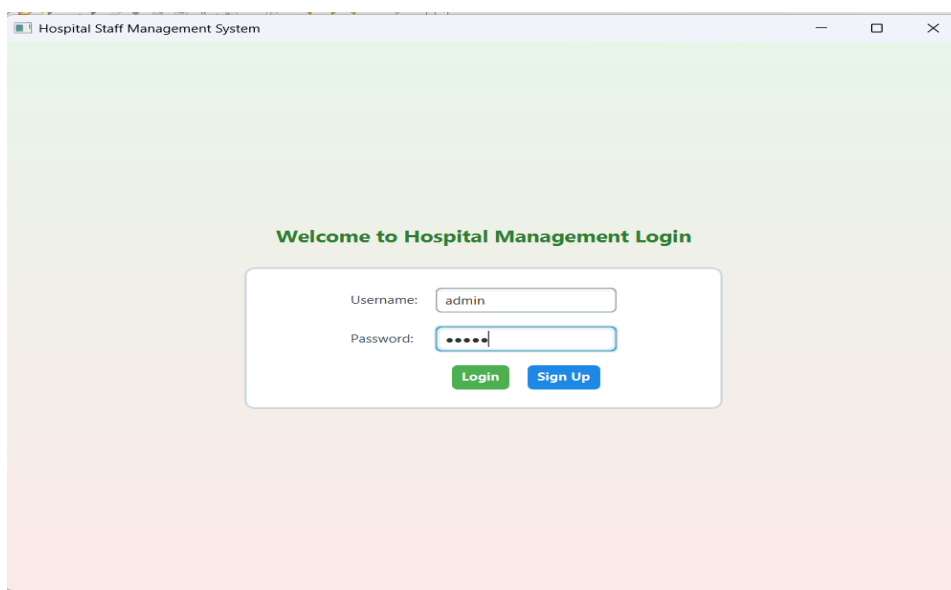 Hospital Staff Management System
Welcome to Hospital Management Login
Username: admin
Password: •••••
Login Sign Up